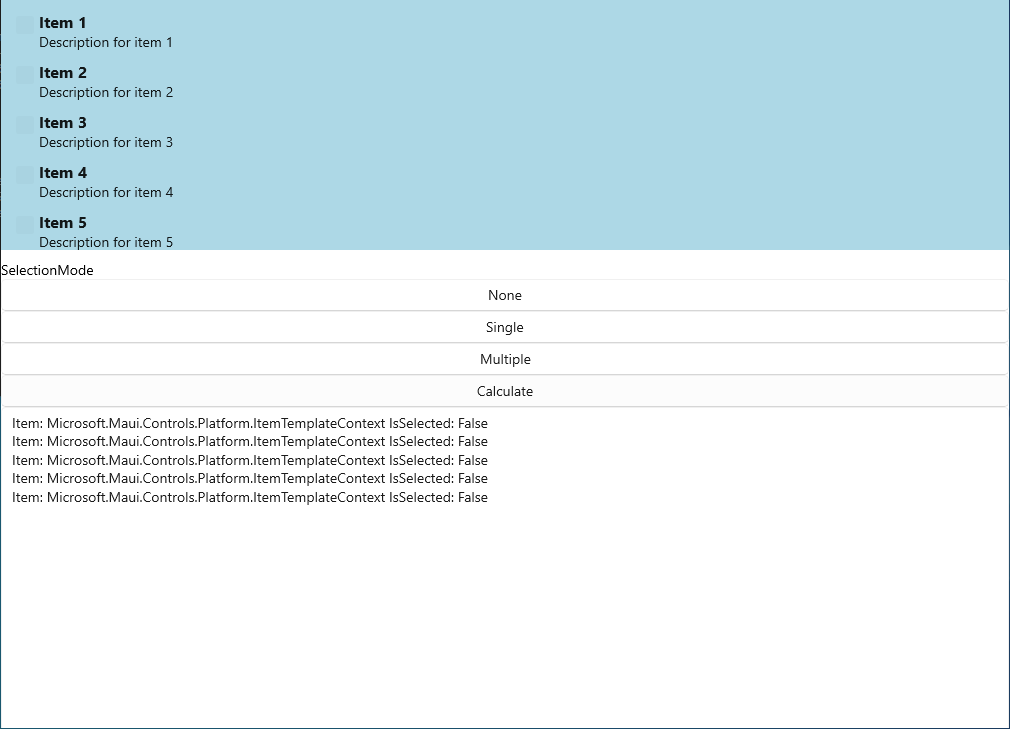 Item 1
Description for item 1
Item 2
Description for item 2
Item 3
Description for item 3
Item 4
Description for item 4
Item 5
Description for item 5
SelectionMode
None
Single
Multiple
Calculate
Item: Microsoft.Maui.Controls.Platform.ItemTemplateContext IsSelected: False
Item: Microsoft.Maui.Controls.Platform.ItemTemplateContext IsSelected: False
Item: Microsoft.Maui.Controls.Platform.ItemTemplateContext IsSelected: False
Item: Microsoft.Maui.Controls.Platform.ItemTemplateContext IsSelected: False
Item: Microsoft.Maui.Controls.Platform.ItemTemplateContext IsSelected: False